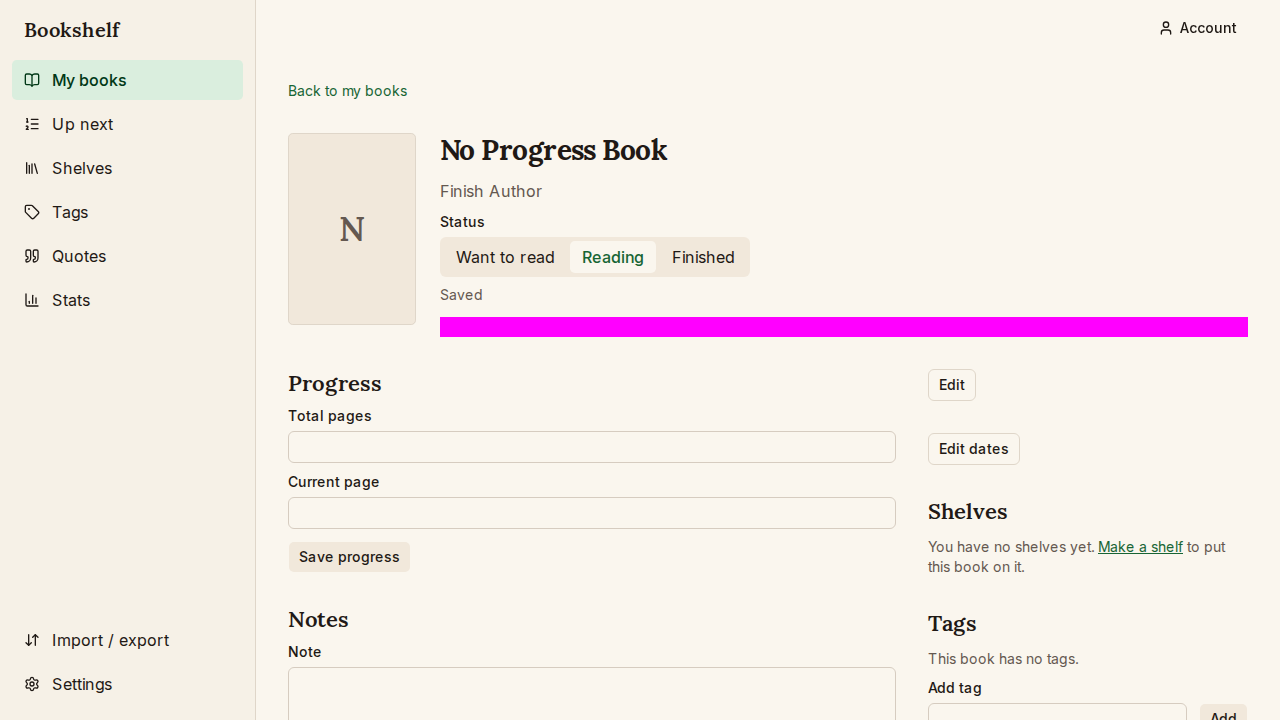 Bookshelf
My books
Up next
Shelves
Tags
Quotes
Stats
Import / export
Settings
Account
Back to my books
N
No Progress Book
Finish Author
Status
Want to read
Reading
Finished
Saved
Progress
Total pages
Current page
Save progress
Notes
Note
Edit
Edit dates
Shelves
You have no shelves yet. Make a shelf to put
this book on it.
Tags
This book has no tags.
Add tag
Add